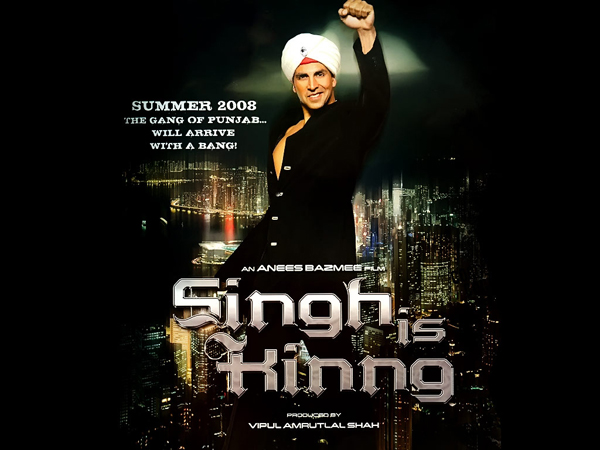 SUMMER 2008
THE GANG OF PUNJAB...
WILL ARRIVE
WITH A BANG!
AN ANEES BAZMEE FILM
Singh is
Kinng
PRODUCED BY
VIPUL AMRUTLAL SHAH